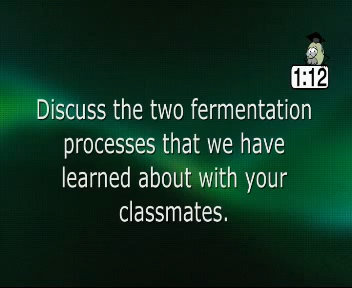 1:12
Discuss the two fermentation
processes that we have
learned about with your
classmates.